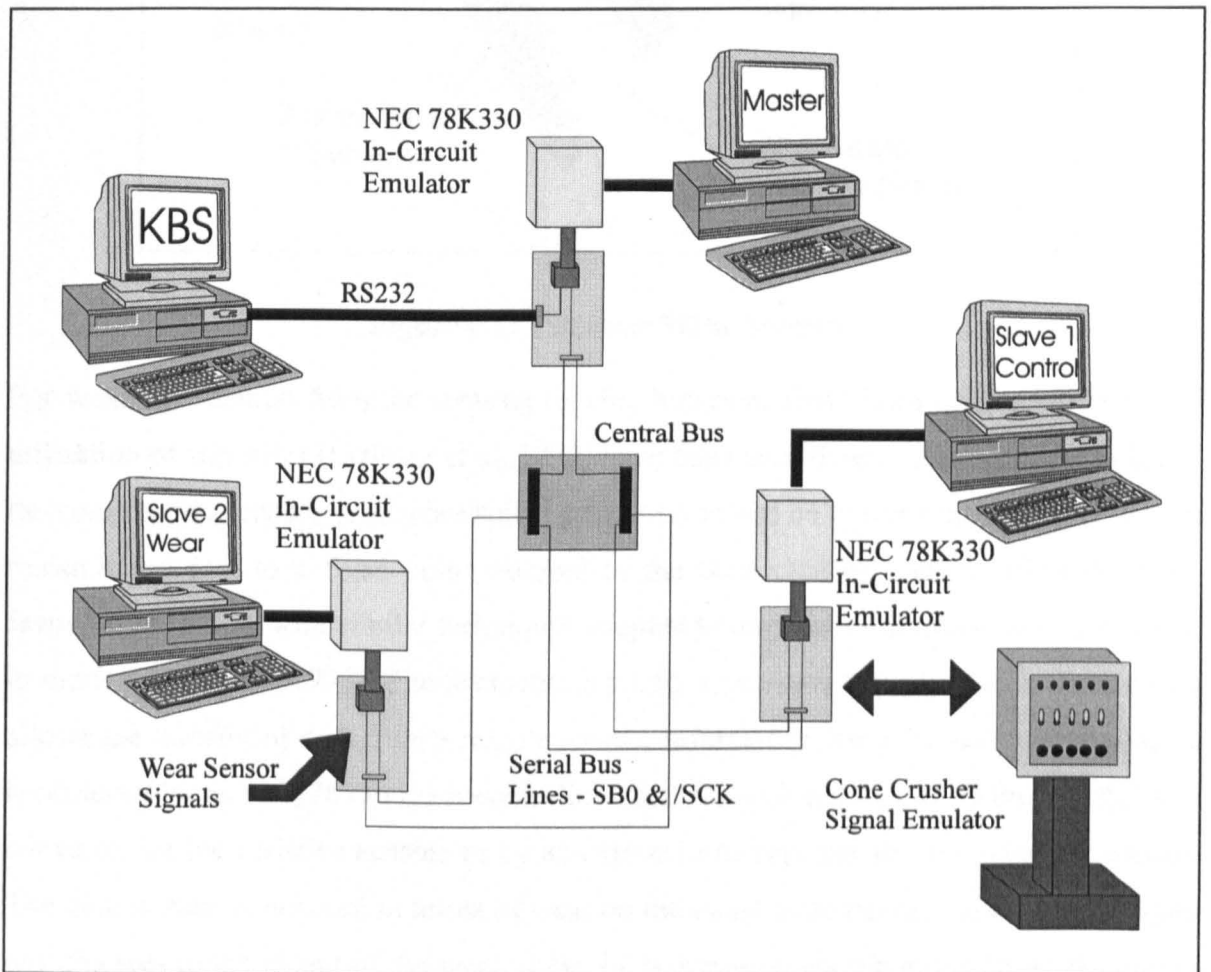 Master
NEC 78K330
In-Circuit
Emulator
KBS
RS232
Slave 1
Control
Central Bus
NEC 78K330
In-Circuit
Emulator
Slave 2
Wear
NEC 78K330
In-Circuit
Emulator
Wear Sensor
Signals
Serial Bus
Lines - SB0 & /SCK
Cone Crusher
Signal Emulator